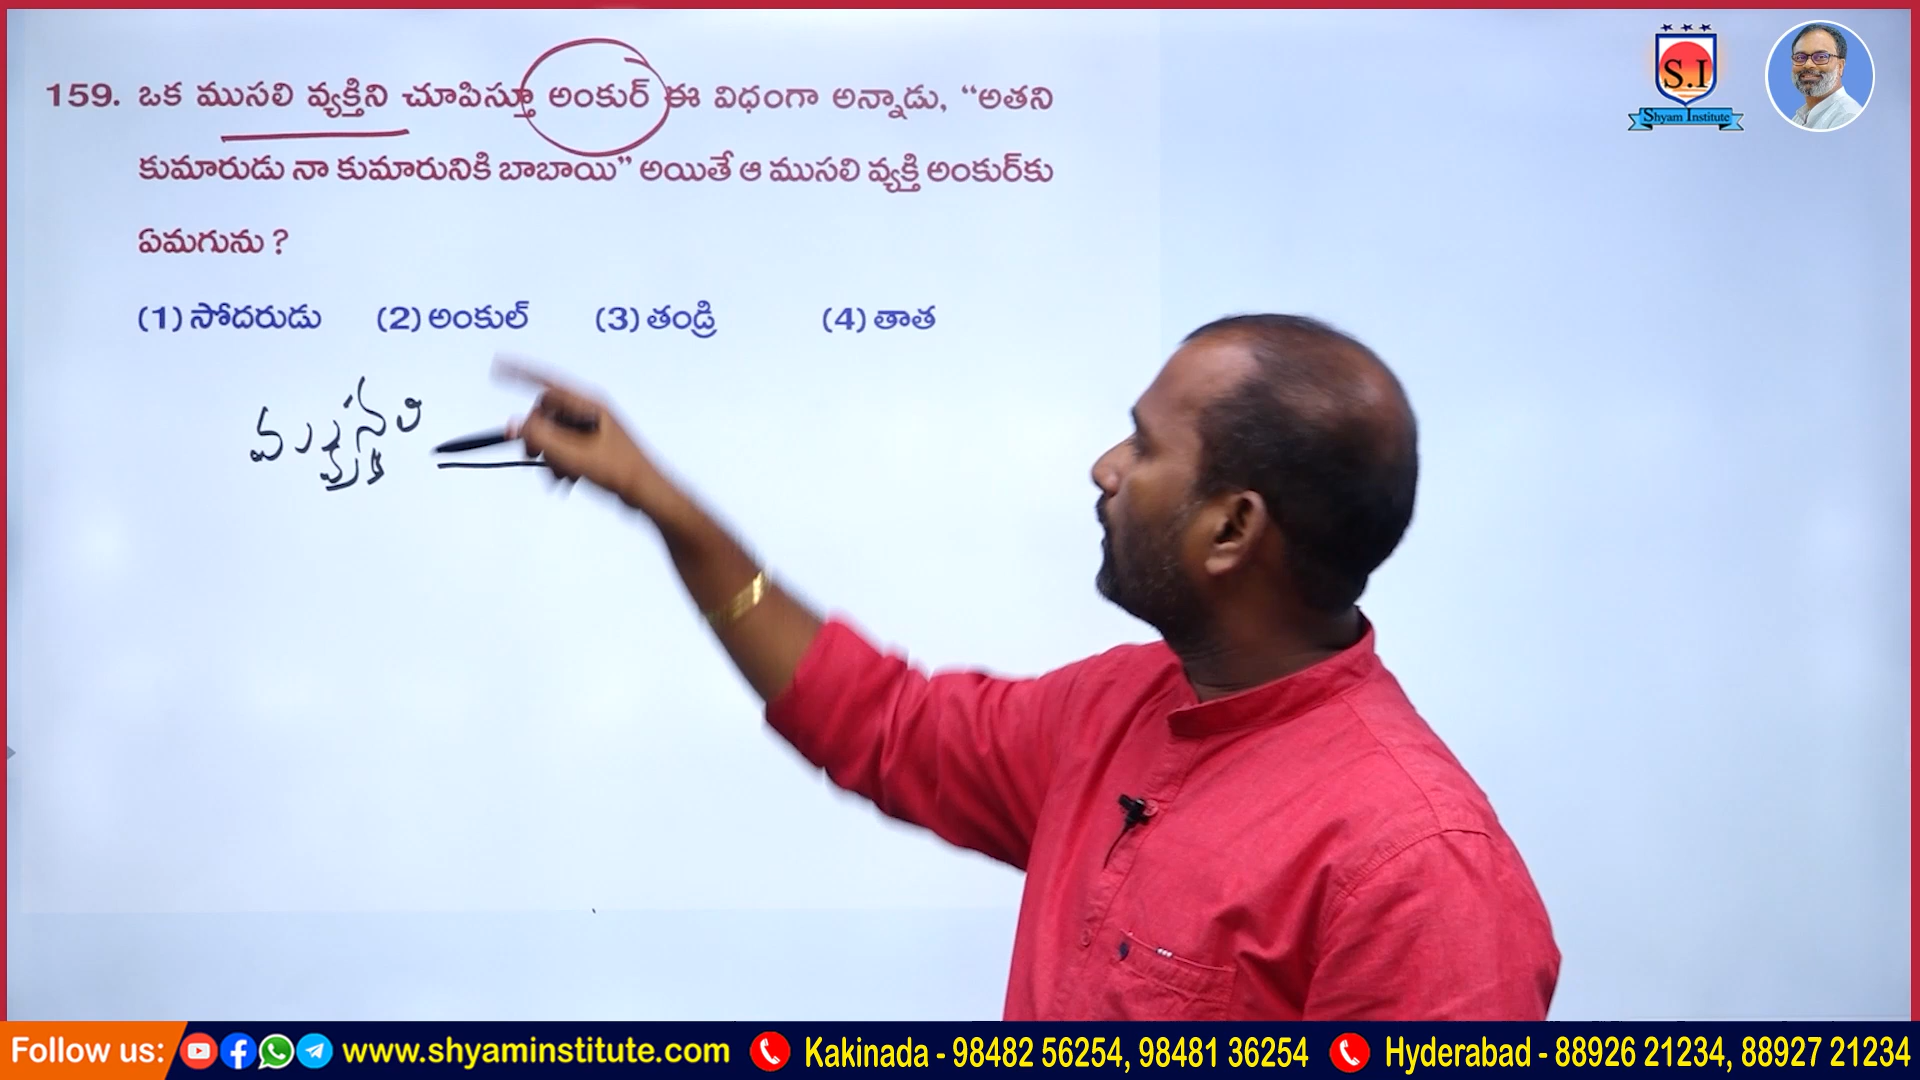 159. ఒక ముసలి వ్యక్తిని చూపిస్తూ అంకుర్ ఈ విధంగా అన్నాడు, “అతని
కుమారుడు నా కుమారునికి బాబాయి” అయితే ఆ ముసలి వ్యక్తి అంకుర్‌కు
ఏమగును ?
(1) సోదరుడు (2) అంకుల్ (3) తండ్రి (4) తాత
S.I
Shyam Institute
Follow us: www.shyaminstitute.com Kakinada - 98482 56254, 98481 36254 Hyderabad - 88926 21234, 88927 21234